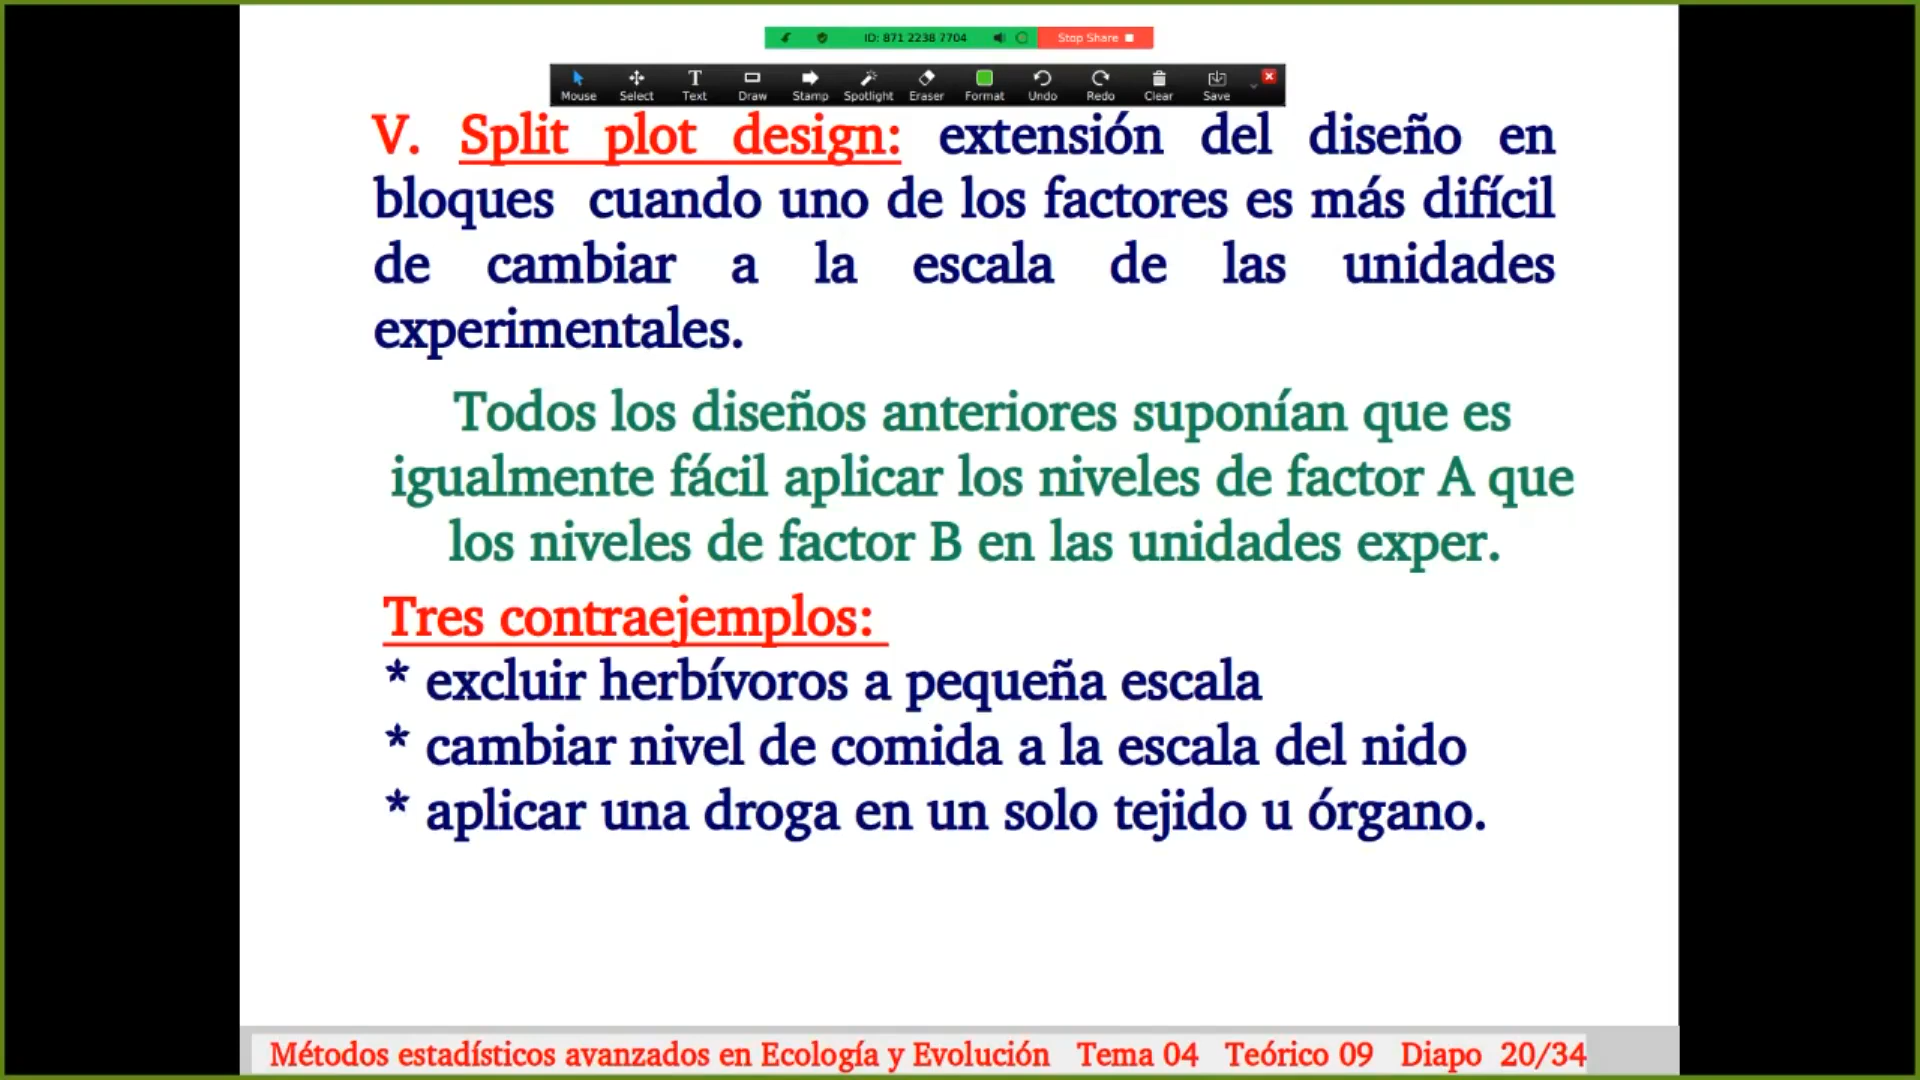 ID: 871 2238 7704 Stop Share
Mouse Select Text Draw Stamp Spotlight Eraser Format Undo Redo Clear Save
V. Split plot design: extensión del diseño en
bloques cuando uno de los factores es más difícil
de cambiar a la escala de las unidades
experimentales.
Todos los diseños anteriores suponían que es
igualmente fácil aplicar los niveles de factor A que
los niveles de factor B en las unidades exper.
Tres contraejemplos:
* excluir herbívoros a pequeña escala
* cambiar nivel de comida a la escala del nido
* aplicar una droga en un solo tejido u órgano.
Métodos estadísticos avanzados en Ecología y Evolución Tema 04 Teórico 09 Diapo 20/34